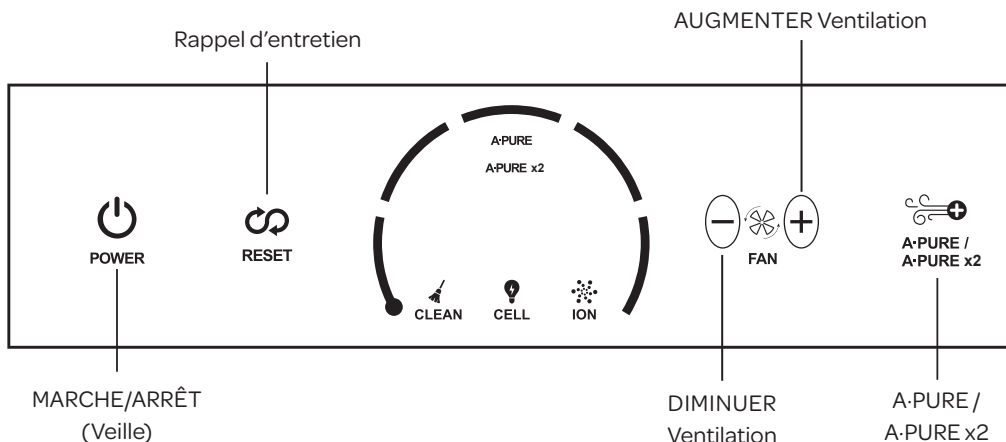 AUGMENTER Ventilation
Rappel d'entretien
A·PURE
A·PURE x2
POWER
RESET
CLEAN
CELL
ION
FAN
A·PURE /
A·PURE x2
MARCHE/ARRÊT
(Veille)
DIMINUER
Ventilation
A·PURE /
A·PURE x2